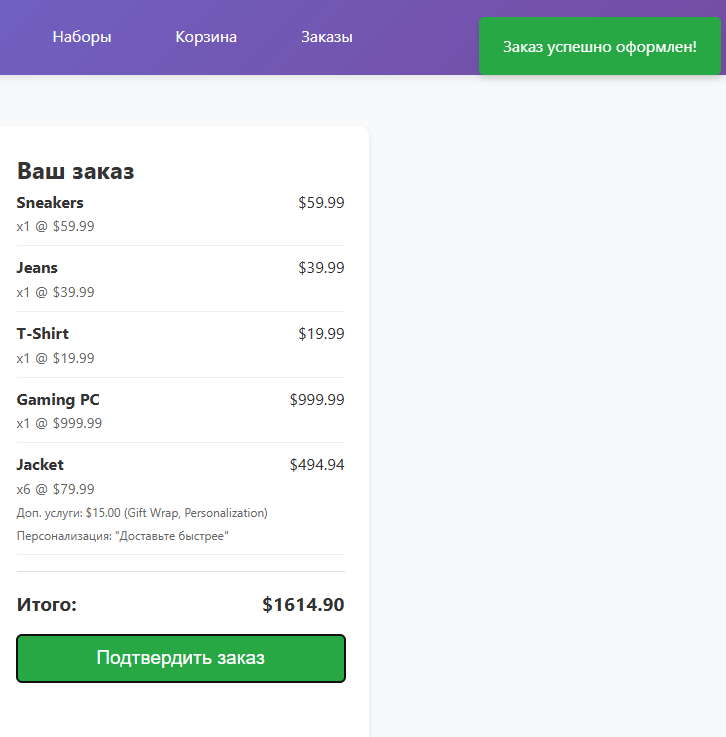 Наборы Корзина Заказы Заказ успешно оформлен!
Ваш заказ
Sneakers $59.99
x1 @ $59.99
Jeans $39.99
x1 @ $39.99
T-Shirt $19.99
x1 @ $19.99
Gaming PC $999.99
x1 @ $999.99
Jacket $494.94
x6 @ $79.99
Доп. услуги: $15.00 (Gift Wrap, Personalization)
Персонализация: "Доставьте быстрее"
Итого: $1614.90
Подтвердить заказ